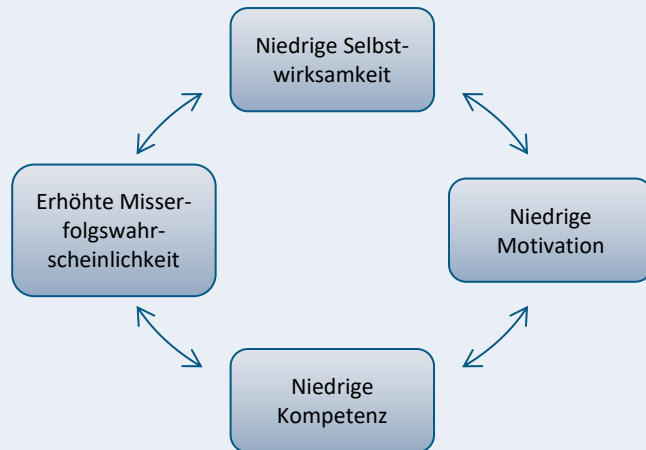 Niedrige Selbst-
wirksamkeit
Erhöhte Misser-
folgswahr-
scheinlichkeit
Niedrige
Motivation
Niedrige
Kompetenz